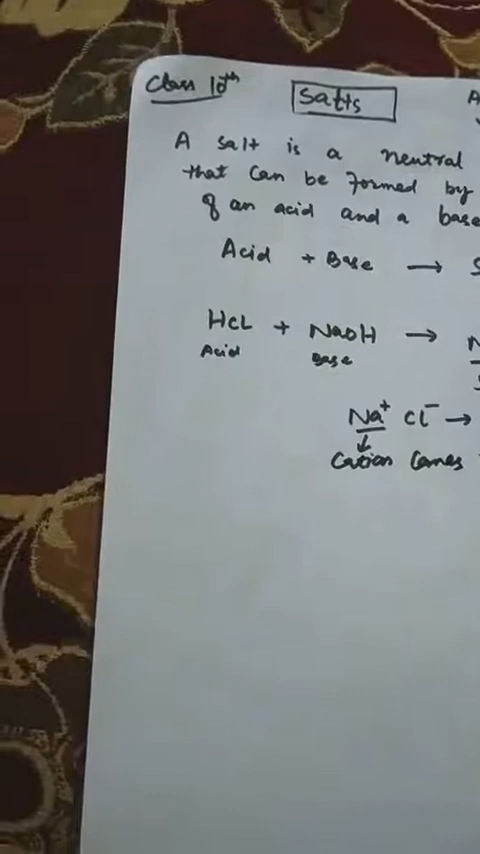 Class 10th
Salts
A
A salt is a neutral
that can be formed by
of an acid and a base
Acid + Base → S
HCL + NaOH → N
Acid Base
Na⁺ Cl⁻ →
↓
Cation Comes